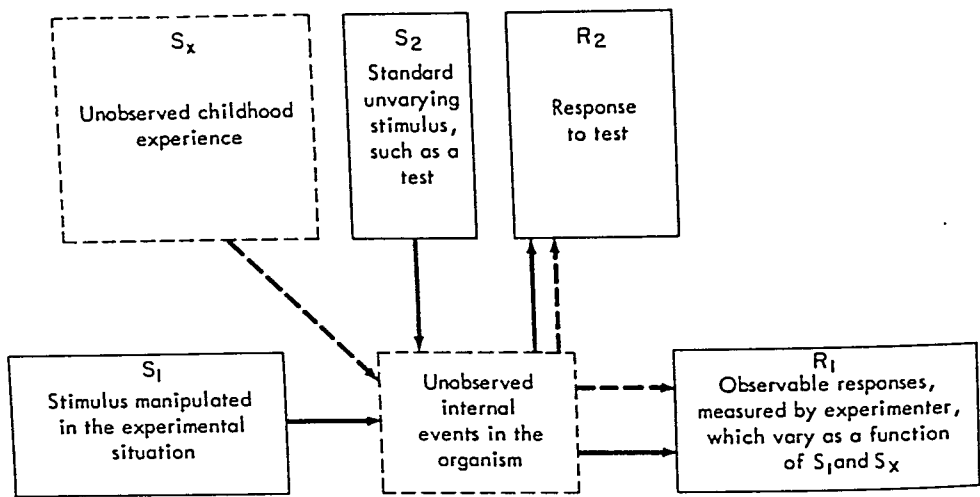 Sx
Unobserved childhood
experience
S2
Standard
unvarying
stimulus,
such as a
test
R2
Response
to test
S1
Stimulus manipulated
in the experimental
situation
Unobserved
internal
events in the
organism
R1
Observable responses,
measured by experimenter,
which vary as a function
of S1 and Sx